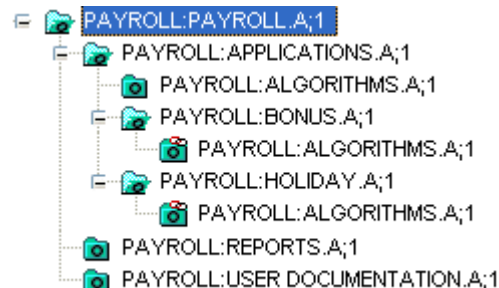 PAYROLL:PAYROLL.A;1
PAYROLL:APPLICATIONS.A;1
PAYROLL:ALGORITHMS.A;1
PAYROLL:BONUS.A;1
PAYROLL:ALGORITHMS.A;1
PAYROLL:HOLIDAY.A;1
PAYROLL:ALGORITHMS.A;1
PAYROLL:REPORTS.A;1
PAYROLL:USER DOCUMENTATION.A;1